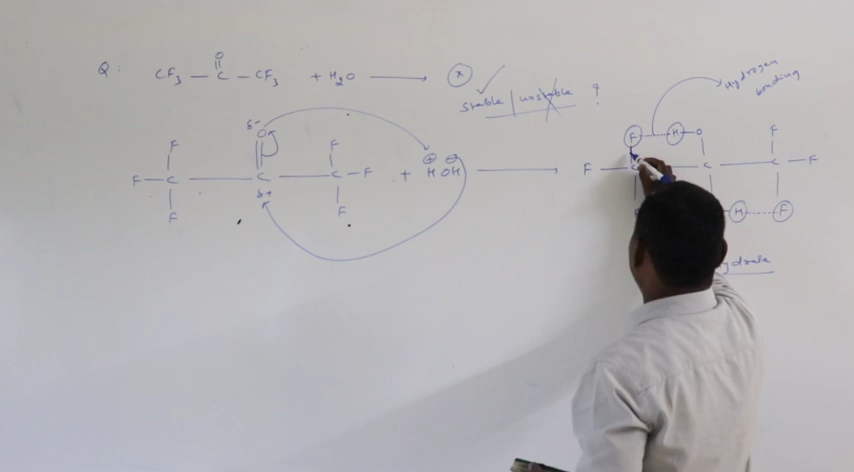 Q:
O
CF3 — C — CF3 + H2O ⟶ (x)
stable | unstable ?
Hydrogen
bonding
δ-
O
F F
F — C — C — C — F + H OH ⟶
⊕ ⊖
δ+
F F
F H — O F
F — C — C — C — F
H F